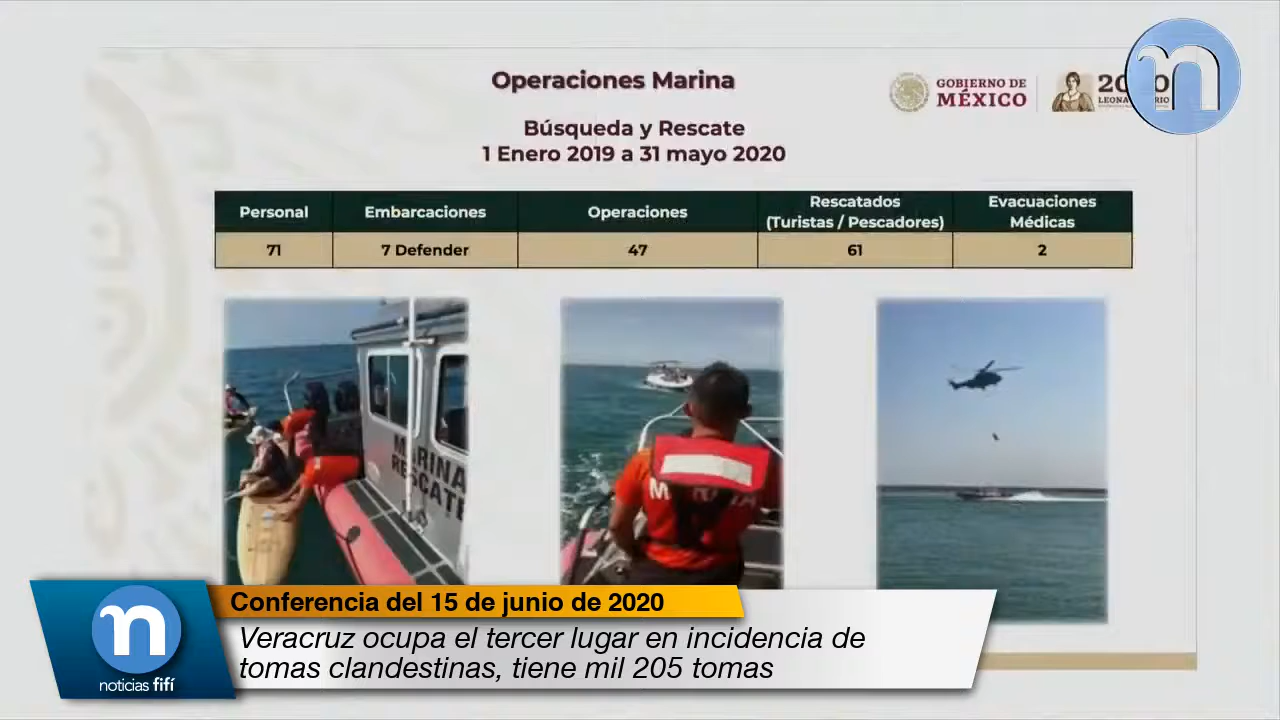 Operaciones Marina
GOBIERNO DE
MÉXICO
Búsqueda y Rescate
1 Enero 2019 a 31 mayo 2020
Personal
Embarcaciones
Operaciones
Rescatados
(Turistas / Pescadores)
Evacuaciones
Médicas
71
7 Defender
47
61
2
MARINA
RESCATE
Conferencia del 15 de junio de 2020
Veracruz ocupa el tercer lugar en incidencia de
tomas clandestinas, tiene mil 205 tomas
n
noticias fifí
n